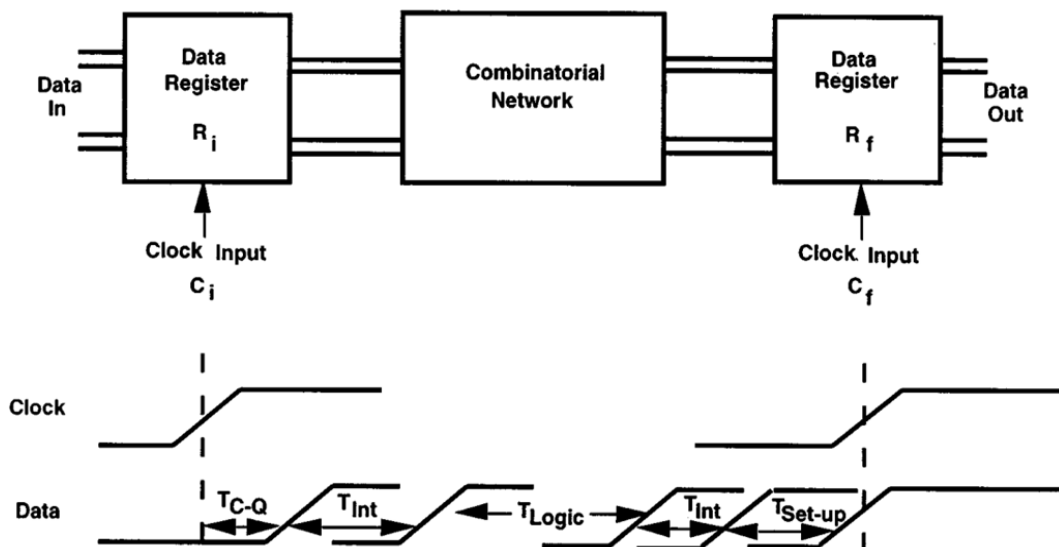 Data
In
Data
Register
R i
Combinatorial
Network
Data
Register
R f
Data
Out
Clock Input
C i
Clock Input
C f
Clock
Data
T C-Q
T Int
T Logic
T Int
T Set-up